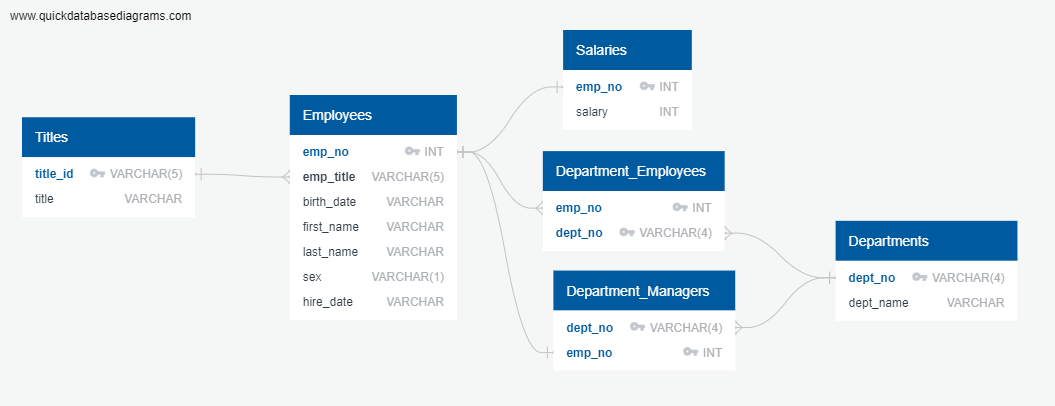 www.quickdatabasediagrams.com
Titles
title_id VARCHAR(5)
title VARCHAR
Employees
emp_no INT
emp_title VARCHAR(5)
birth_date VARCHAR
first_name VARCHAR
last_name VARCHAR
sex VARCHAR(1)
hire_date VARCHAR
Salaries
emp_no INT
salary INT
Department_Employees
emp_no INT
dept_no VARCHAR(4)
Department_Managers
dept_no VARCHAR(4)
emp_no INT
Departments
dept_no VARCHAR(4)
dept_name VARCHAR